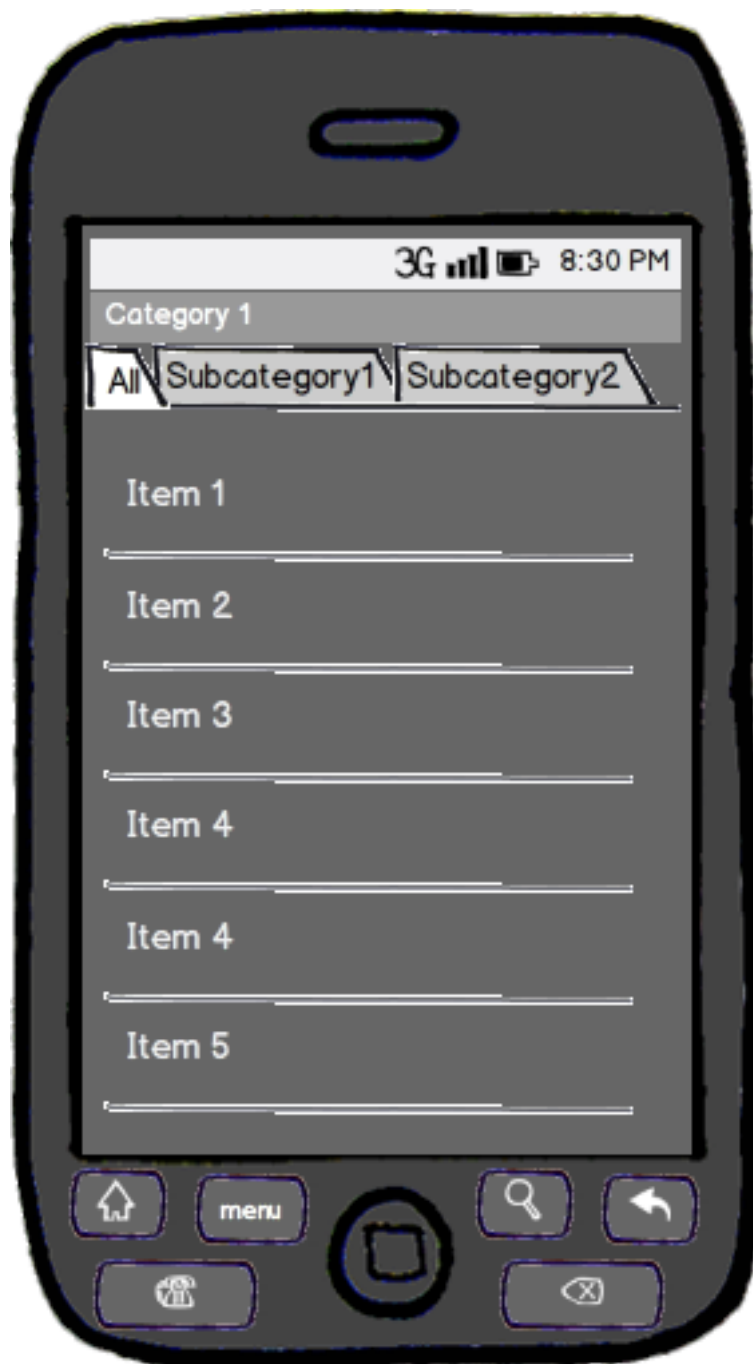 3G 8:30 PM
Category 1
All Subcategory1 Subcategory2
Item 1
Item 2
Item 3
Item 4
Item 4
Item 5
menu